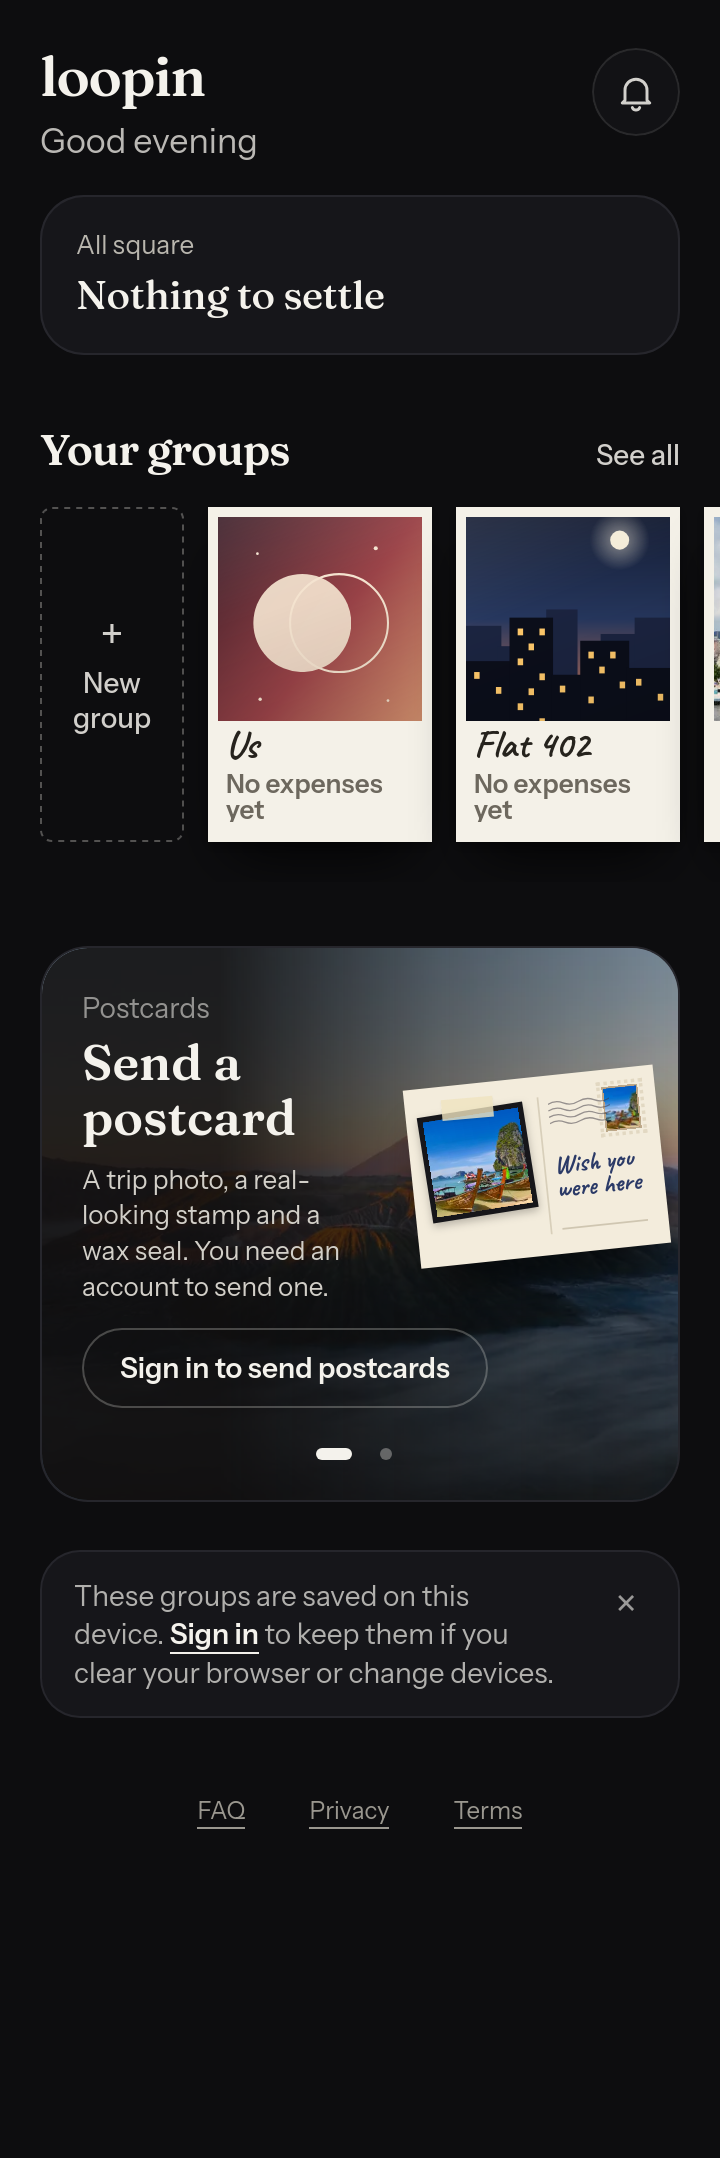 loopin
Good evening
All square
Nothing to settle
Your groups
See all
+
New
group
Us
No expenses
yet
Flat 402
No expenses
yet
Postcards
Send a
postcard
A trip photo, a real-
looking stamp and a
wax seal. You need an
account to send one.
Wish you
were here
Sign in to send postcards
These groups are saved on this
device. Sign in to keep them if you
clear your browser or change devices.
×
FAQ
Privacy
Terms